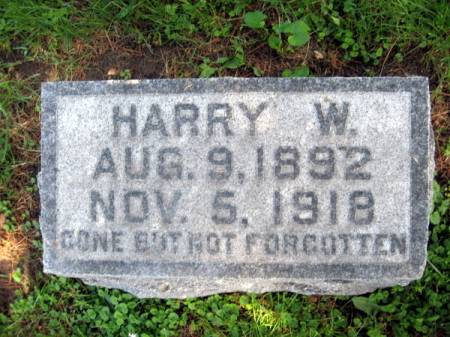 HARRY W.
AUG. 9, 1892
NOV. 5, 1918
GONE BUT NOT FORGOTTEN